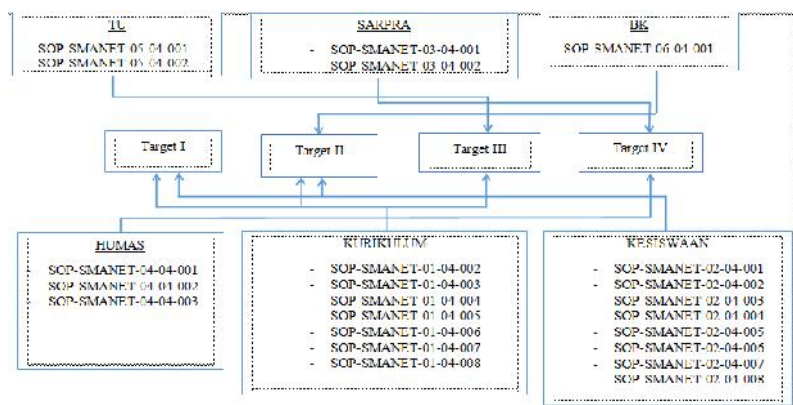 TU
SOP-SMANET-05-04-001
SOP-SMANET-05-04-002
SARPRA
- SOP-SMANET-03-04-001
SOP-SMANET-03-04-002
BK
SOP-SMANET-06-04-001
Target I
Target II
Target III
Target IV
HUMAS
SOP-SMANET-04-04-001
SOP-SMANET-04-04-002
SOP-SMANET-04-04-003
KURIKULUM
- SOP-SMANET-01-04-002
- SOP-SMANET-01-04-003
SOP-SMANET-01-04-004
SOP-SMANET-01-04-005
- SOP-SMANET-01-04-006
- SOP-SMANET-01-04-007
- SOP-SMANET-01-04-008
KESISWAAN
- SOP-SMANET-02-04-001
- SOP-SMANET-02-04-002
SOP-SMANET-02-04-003
SOP-SMANET-02-04-004
- SOP-SMANET-02-04-005
- SOP-SMANET-02-04-006
- SOP-SMANET-02-04-007
SOP-SMANET-02-04-008